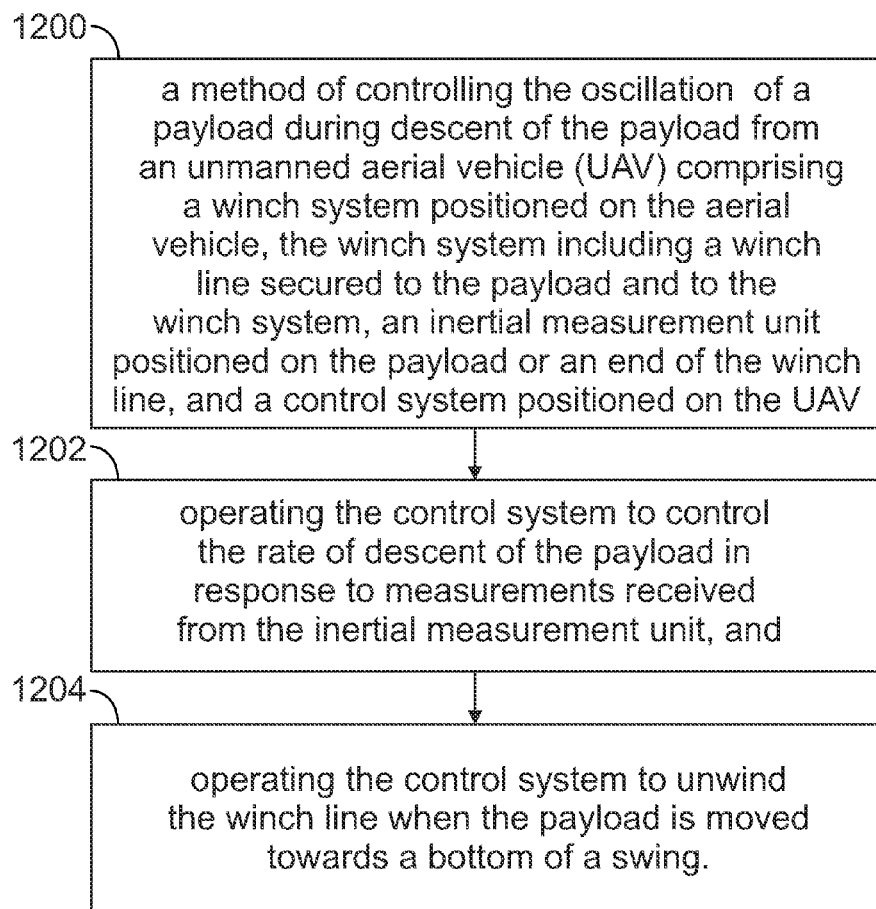 1200
a method of controlling the oscillation of a
payload during descent of the payload from
an unmanned aerial vehicle (UAV) comprising
a winch system positioned on the aerial
vehicle, the winch system including a winch
line secured to the payload and to the
winch system, an inertial measurement unit
positioned on the payload or an end of the winch
line, and a control system positioned on the UAV
1202
operating the control system to control
the rate of descent of the payload in
response to measurements received
from the inertial measurement unit, and
1204
operating the control system to unwind
the winch line when the payload is moved
towards a bottom of a swing.